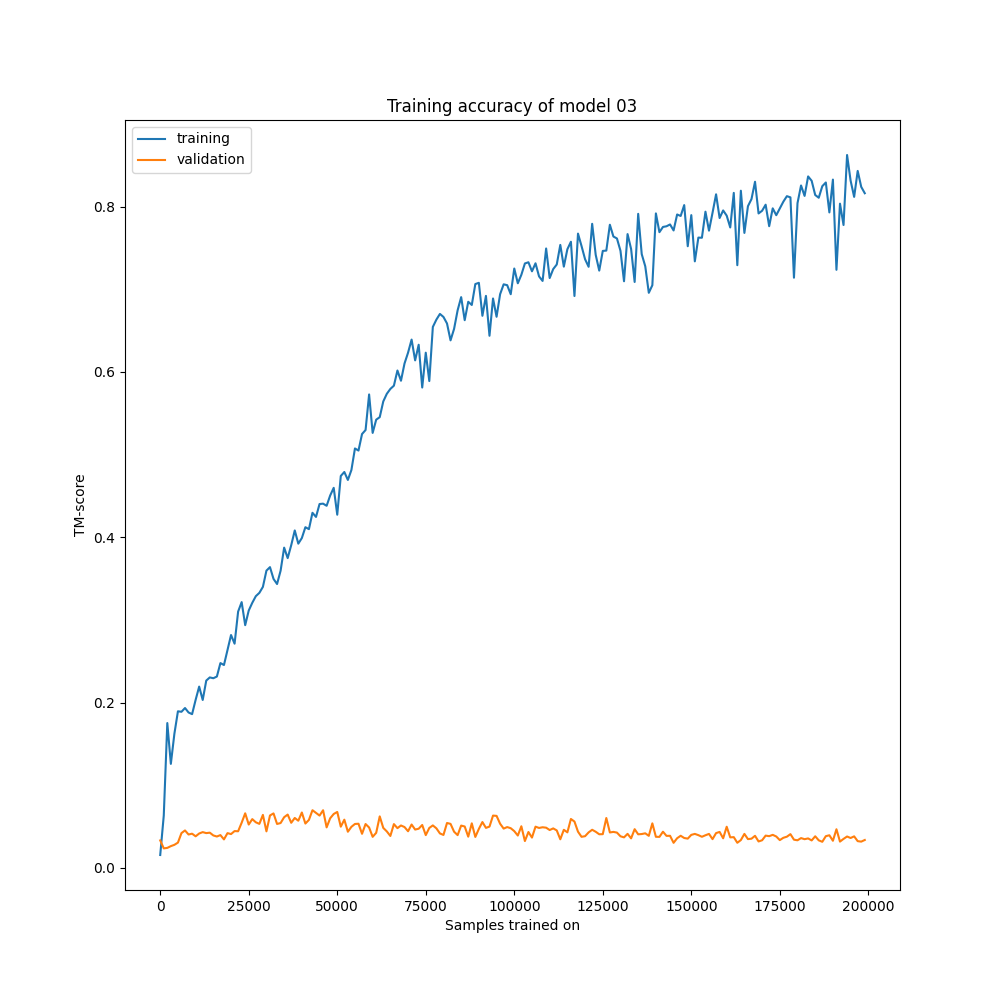 Training accuracy of model 03
training
validation
TM-score
0.8
0.6
0.4
0.2
0.0
0 25000 50000 75000 100000 125000 150000 175000 200000
Samples trained on